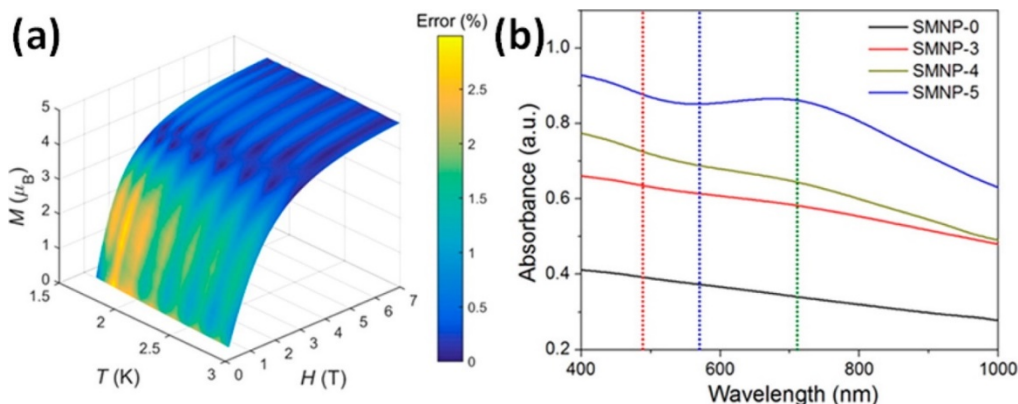 (a)
Error (%)
5
4
3
2
1
0
M (μB)
1.5
2
2.5
3
T (K)
0
1
2
3
4
5
6
7
H (T)
2.5
2
1.5
1
0.5
0
(b)
SMNP-0
SMNP-3
SMNP-4
SMNP-5
1.0
0.8
0.6
0.4
0.2
Absorbance (a.u.)
400
600
800
1000
Wavelength (nm)